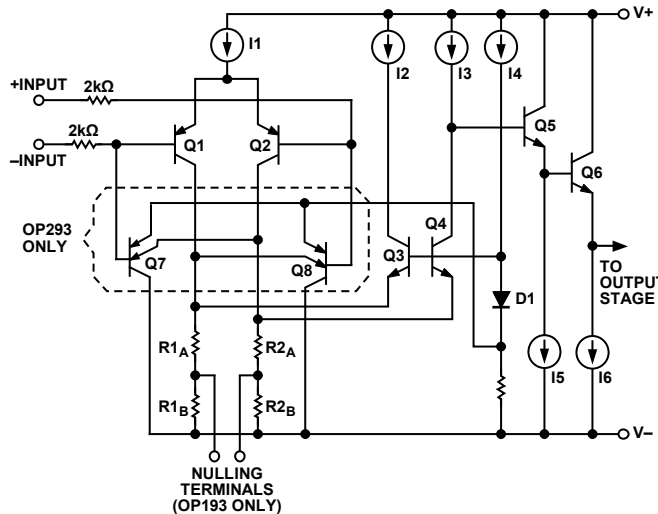 V+
I1
I2
I3
I4
+INPUT
2kΩ
2kΩ
–INPUT
Q1
Q2
Q5
Q6
OP293
ONLY
Q7
Q8
Q3
Q4
D1
TO
OUTPUT
STAGE
R1A
R2A
I5
I6
R1B
R2B
V–
NULLING
TERMINALS
(OP193 ONLY)